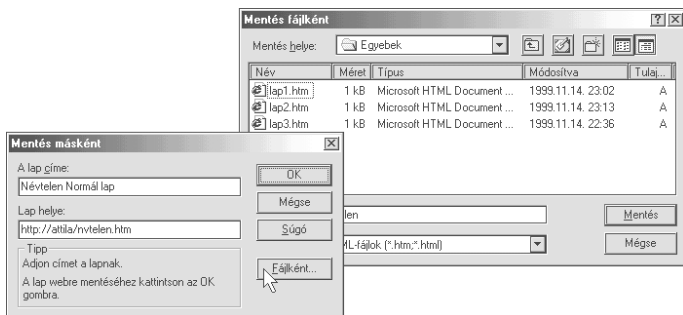 Mentés fájlként
Mentés helye: Egyebek
Név Méret Típus Módosítva Tulaj...
lap1.htm 1 kB Microsoft HTML Document ... 1999.11.14. 23:02 A
lap2.htm 1 kB Microsoft HTML Document ... 1999.11.14. 23:13 A
lap3.htm 1 kB Microsoft HTML Document ... 1999.11.14. 22:36 A
len Mentés
ML-fájlok (*.htm;*.html) Mégse
Mentés másként
A lap címe:
Névtelen Normál lap
OK
Mégse
Lap helye:
http://attila/nvtelen.htm
Súgó
Tipp
Adjon címet a lapnak.
A lap webre mentéséhez kattintson az OK
gombra.
Fájlként...